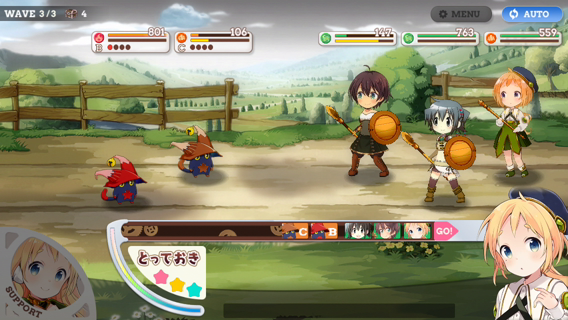 WAVE 3/3 4
MENU
AUTO
801
B
106
C
147
763
559
C B GO!
とっておき
SUPPORT